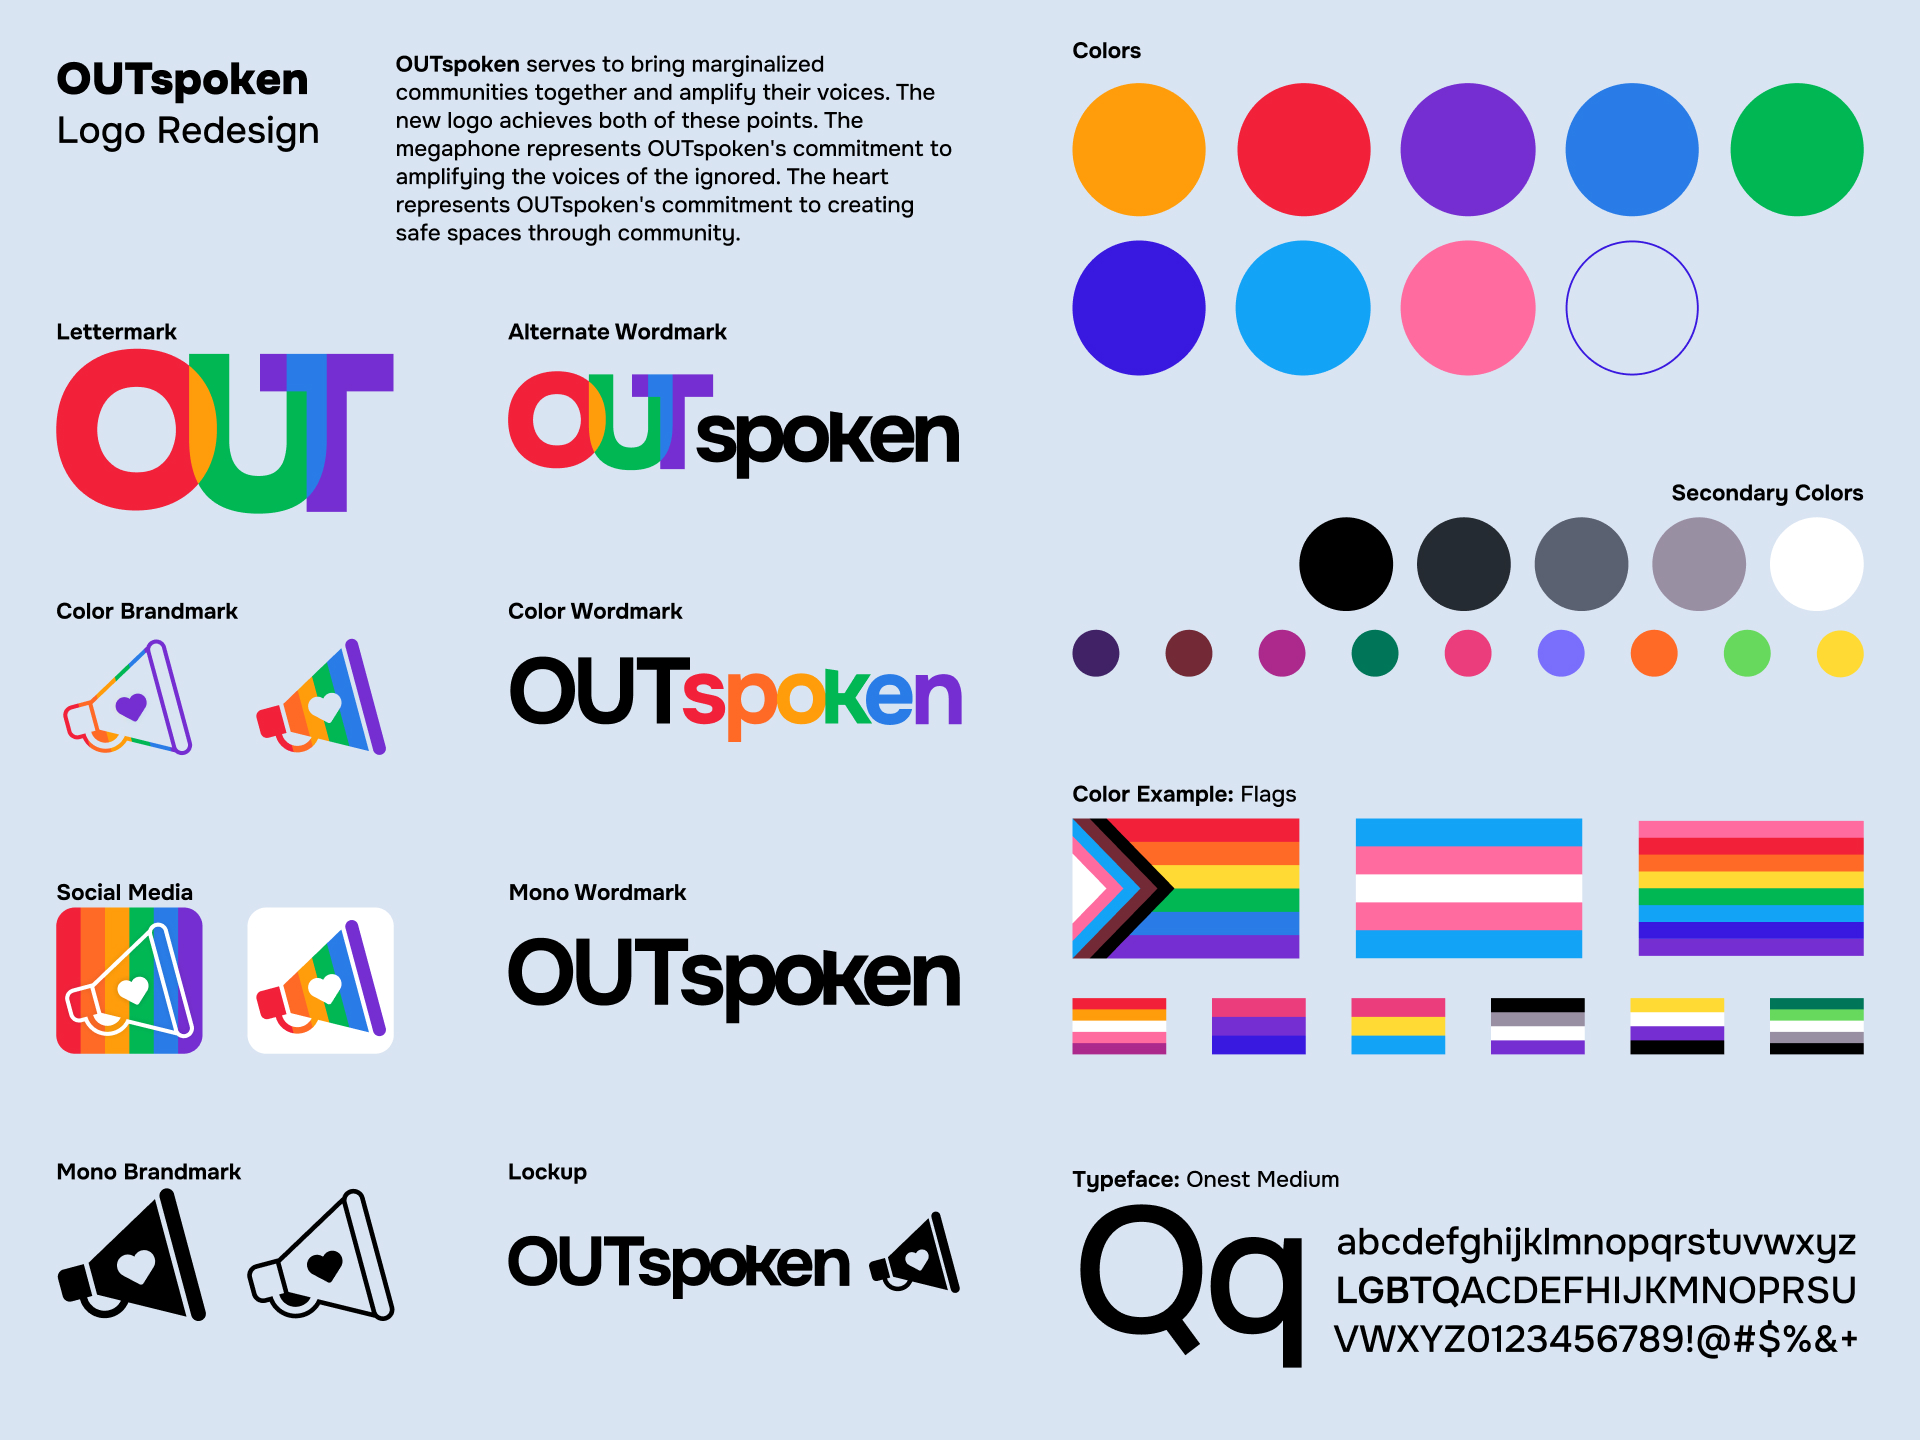 OUTspoken
Logo Redesign
OUTspoken serves to bring marginalized
communities together and amplify their voices. The
new logo achieves both of these points. The
megaphone represents OUTspoken's commitment to
amplifying the voices of the ignored. The heart
represents OUTspoken's commitment to creating
safe spaces through community.
Lettermark
OUT
Alternate Wordmark
OUTspoken
Color Brandmark
Color Wordmark
OUTspoken
Social Media
Mono Wordmark
OUTspoken
Mono Brandmark
Lockup
OUTspoken
Colors
Secondary Colors
Color Example: Flags
Typeface: Onest Medium
Qq
abcdefghijklmnopqrstuvwxyz
LGBTQACDEFHIJKMNOPRSU
VWXYZ0123456789!@#$%&+